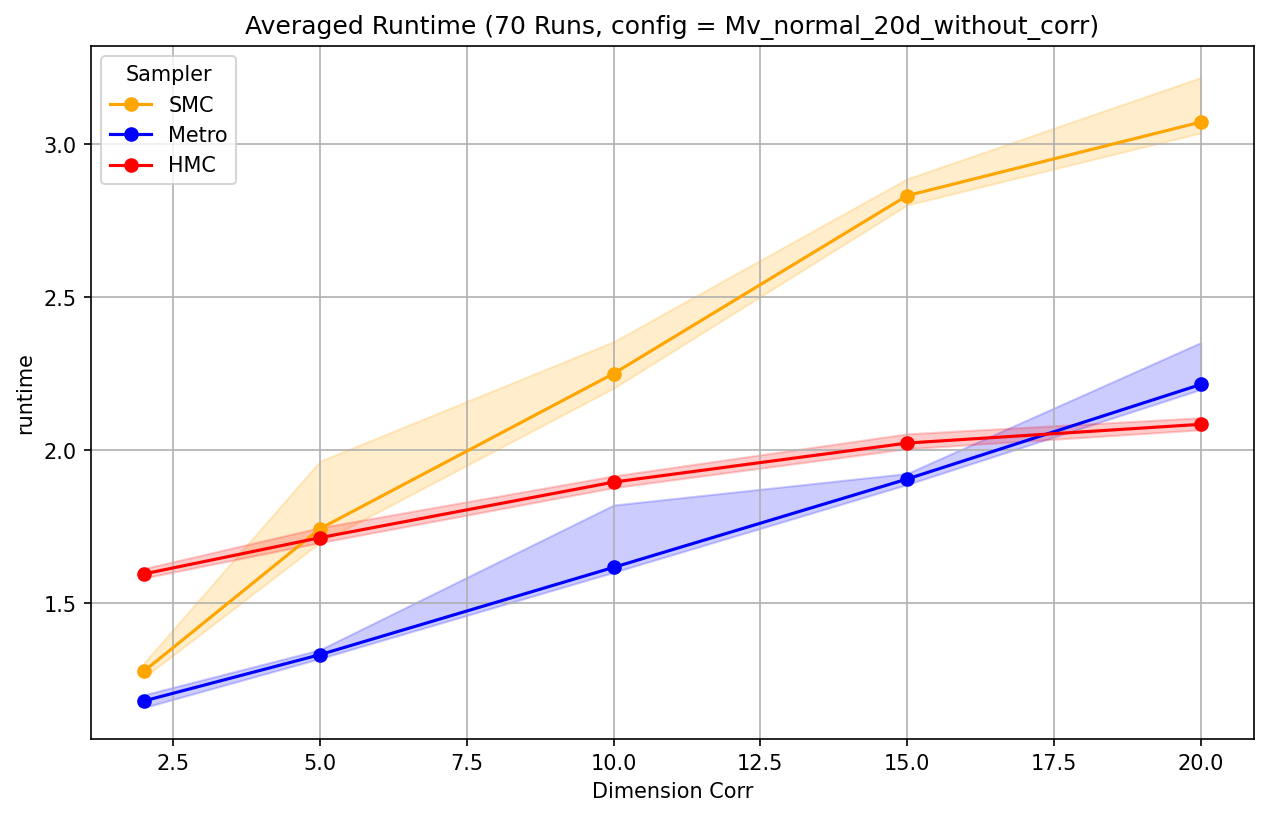 Averaged Runtime (70 Runs, config = Mv_normal_20d_without_corr)
Sampler
SMC
Metro
HMC
3.0
2.5
2.0
1.5
runtime
2.5
5.0
7.5
10.0
12.5
15.0
17.5
20.0
Dimension Corr